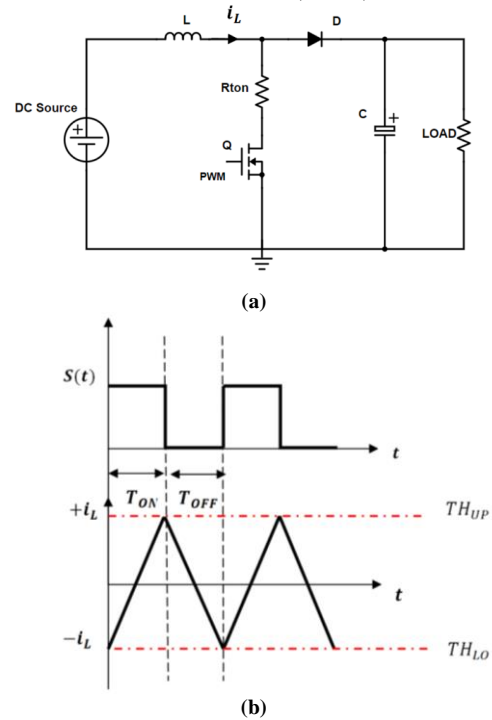 L
i_L
D
Rton
DC Source
+
C
+
LOAD
Q
PWM
(a)
S(t)
t
T_ON T_OFF
+i_L
TH_UP
t
−i_L
TH_LO
(b)